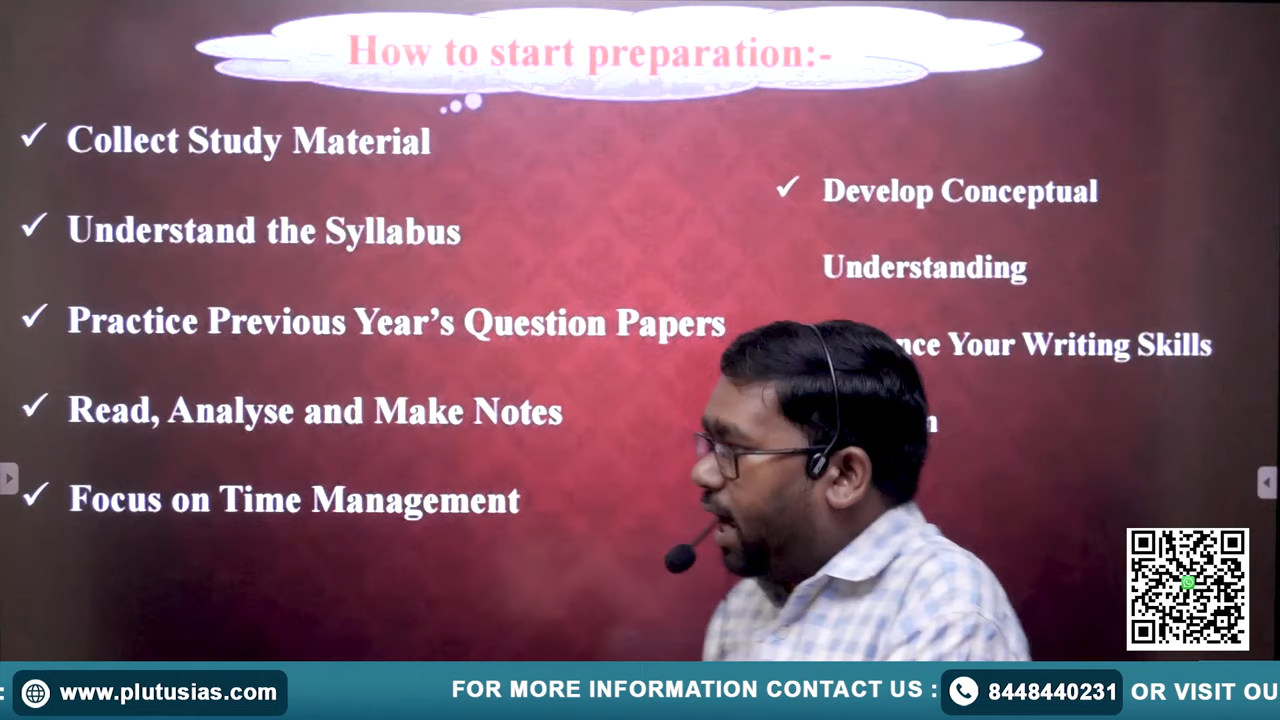 How to start preparation:-
✓ Collect Study Material
✓ Understand the Syllabus
✓ Practice Previous Year's Question Papers
✓ Read, Analyse and Make Notes
✓ Focus on Time Management
✓ Develop Conceptual
Understanding
nce Your Writing Skills
n
: www.plutusias.com FOR MORE INFORMATION CONTACT US : 8448440231 OR VISIT OU